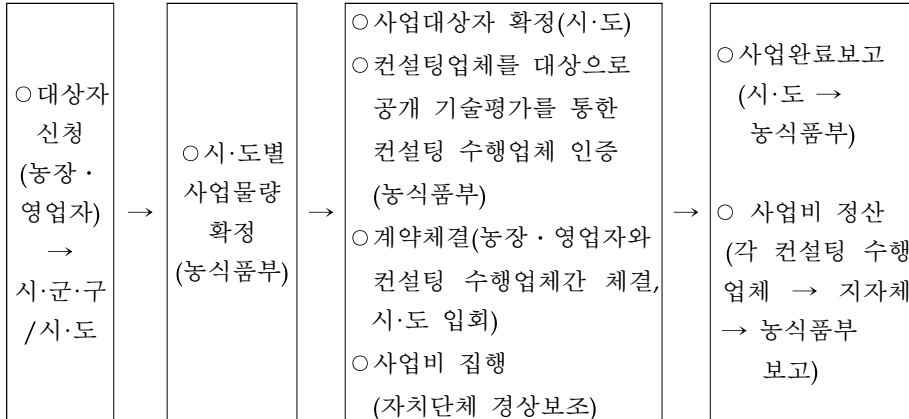 ○대상자
신청
(농장·
영업자)
→
시·군·구
/시·도
→
○시·도별
사업물량
확정
(농식품부)
→
○사업대상자 확정(시·도)
○컨설팅업체를 대상으로
공개 기술평가를 통한
컨설팅 수행업체 인증
(농식품부)
○계약체결(농장·영업자와
컨설팅 수행업체간 체결,
시·도 입회)
○사업비 집행
(자치단체 경상보조)
→
○사업완료보고
(시·도 →
농식품부)
○ 사업비 정산
(각 컨설팅 수행
업체 → 지자체
→ 농식품부
보고)